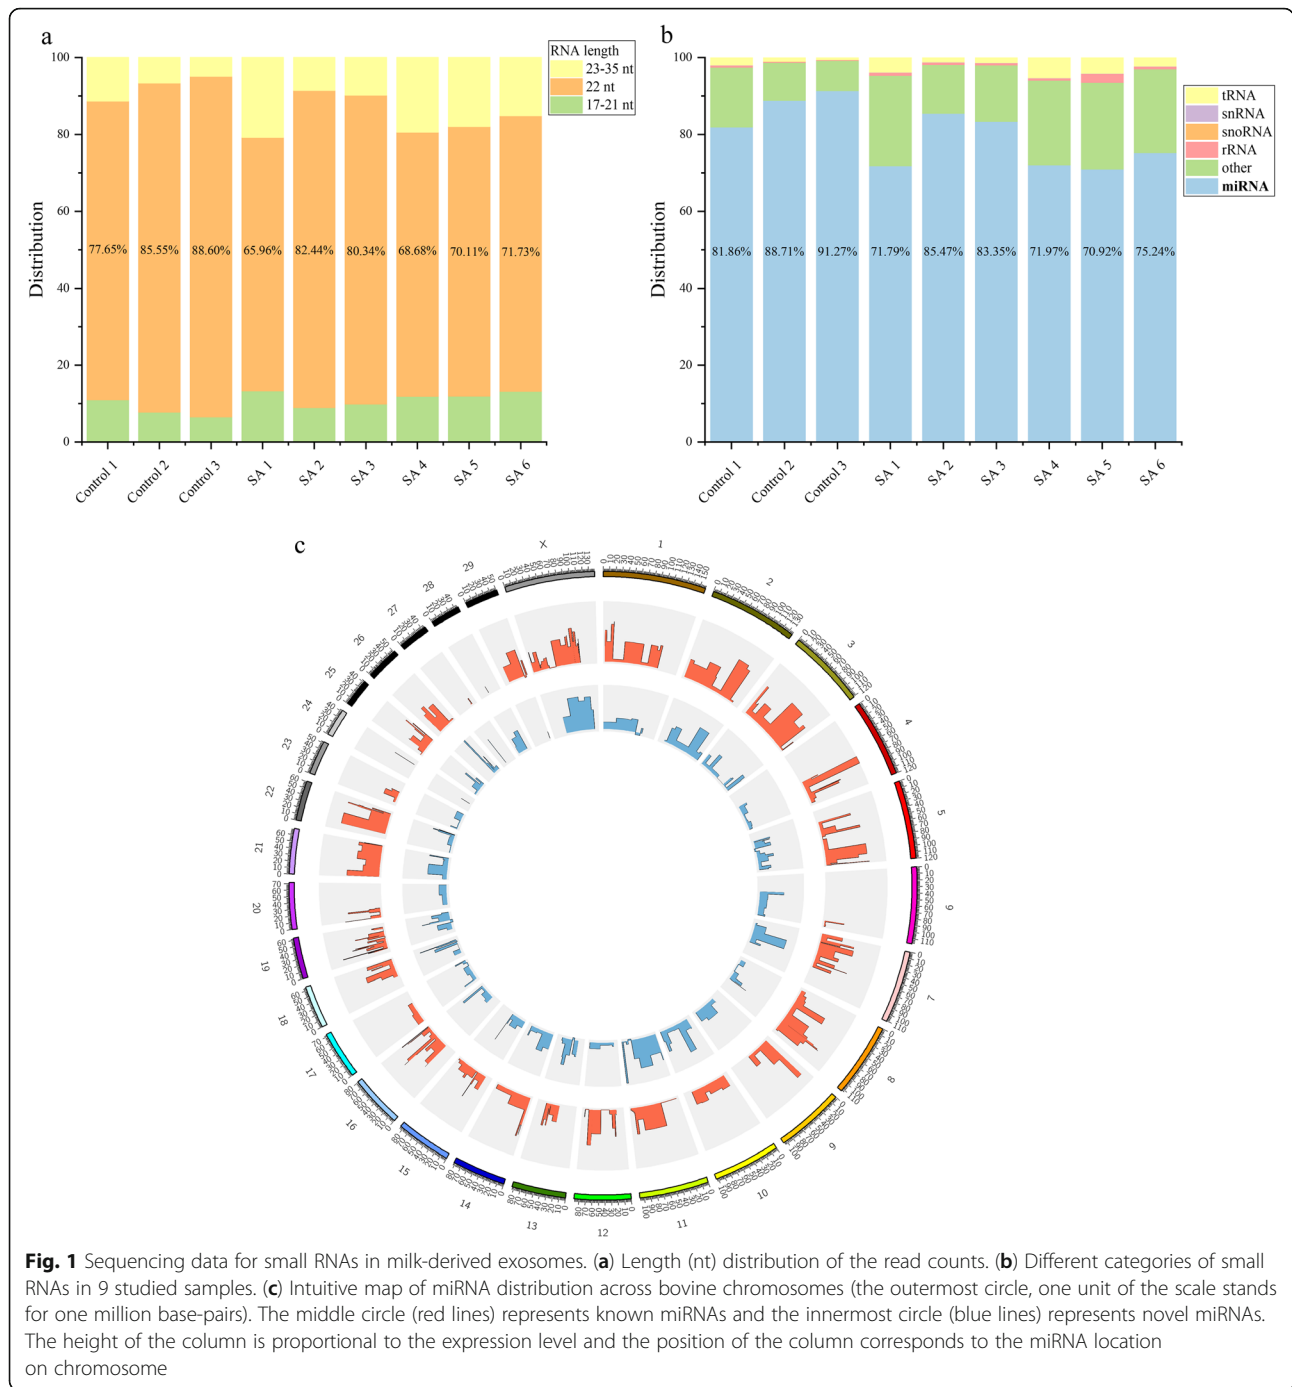 a
RNA length
23-35 nt
22 nt
17-21 nt
Distribution
100
80
60
40
20
0
77.65%
85.55%
88.60%
65.96%
82.44%
80.34%
68.68%
70.11%
71.73%
Control 1
Control 2
Control 3
SA 1
SA 2
SA 3
SA 4
SA 5
SA 6
b
tRNA
snRNA
snoRNA
rRNA
other
miRNA
Distribution
100
80
60
40
20
0
81.86%
88.71%
91.27%
71.79%
85.47%
83.35%
71.97%
70.92%
75.24%
Control 1
Control 2
Control 3
SA 1
SA 2
SA 3
SA 4
SA 5
SA 6
c
1
2
3
4
5
6
7
8
9
10
11
12
13
14
15
16
17
18
19
20
21
22
23
24
25
26
27
28
29
X
Fig. 1 Sequencing data for small RNAs in milk-derived exosomes. (a) Length (nt) distribution of the read counts. (b) Different categories of small
RNAs in 9 studied samples. (c) Intuitive map of miRNA distribution across bovine chromosomes (the outermost circle, one unit of the scale stands
for one million base-pairs). The middle circle (red lines) represents known miRNAs and the innermost circle (blue lines) represents novel miRNAs.
The height of the column is proportional to the expression level and the position of the column corresponds to the miRNA location
on chromosome